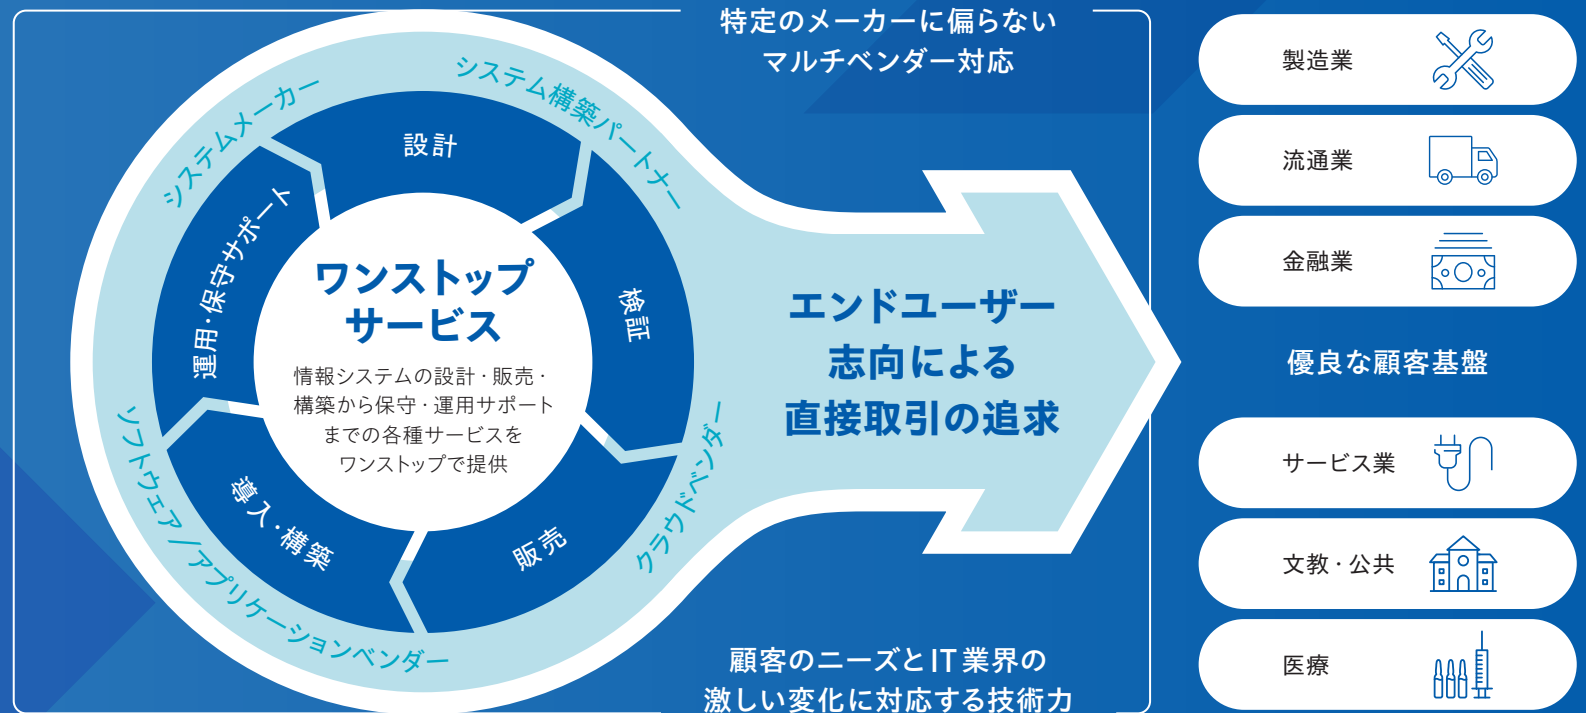 特定のメーカーに偏らない
マルチベンダー対応
システムメーカー
システム構築パートナー
クラウドベンダー
ソフトウェア/アプリケーションベンダー
設計
検証
販売
導入・構築
運用・保守サポート
ワンストップ
サービス
情報システムの設計・販売・
構築から保守・運用サポート
までの各種サービスを
ワンストップで提供
エンドユーザー
志向による
直接取引の追求
顧客のニーズとIT業界の
激しい変化に対応する技術力
製造業
流通業
金融業
優良な顧客基盤
サービス業
文教・公共
医療